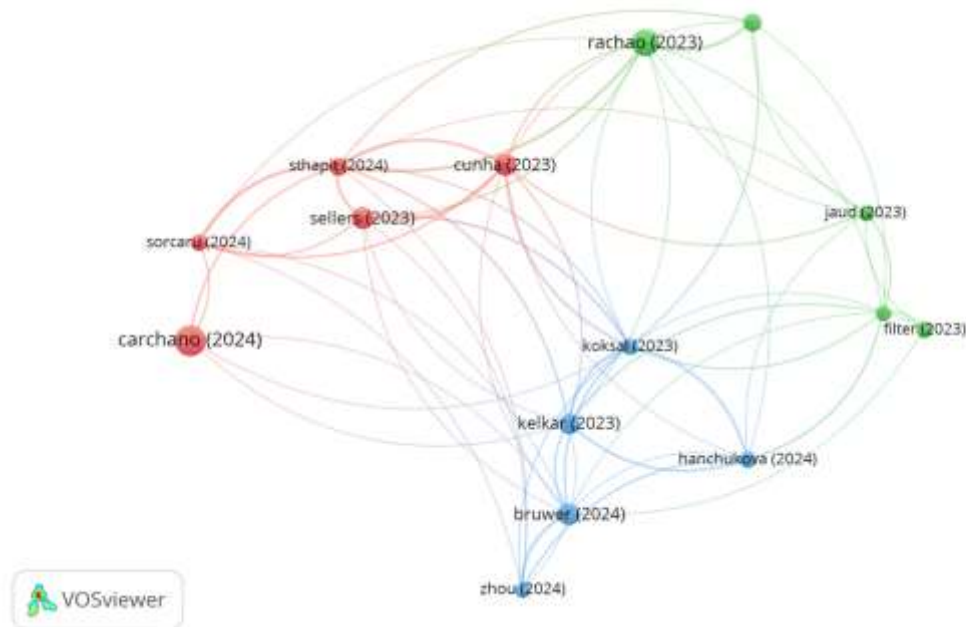 rachao (2023)
sthapit (2024)
cunha (2023)
sellers (2023)
jaud (2023)
sorcaru (2024)
carchano (2024)
filter (2023)
koksal (2023)
kelkar (2023)
hanchukova (2024)
bruwer (2024)
zhou (2024)
VOSviewer